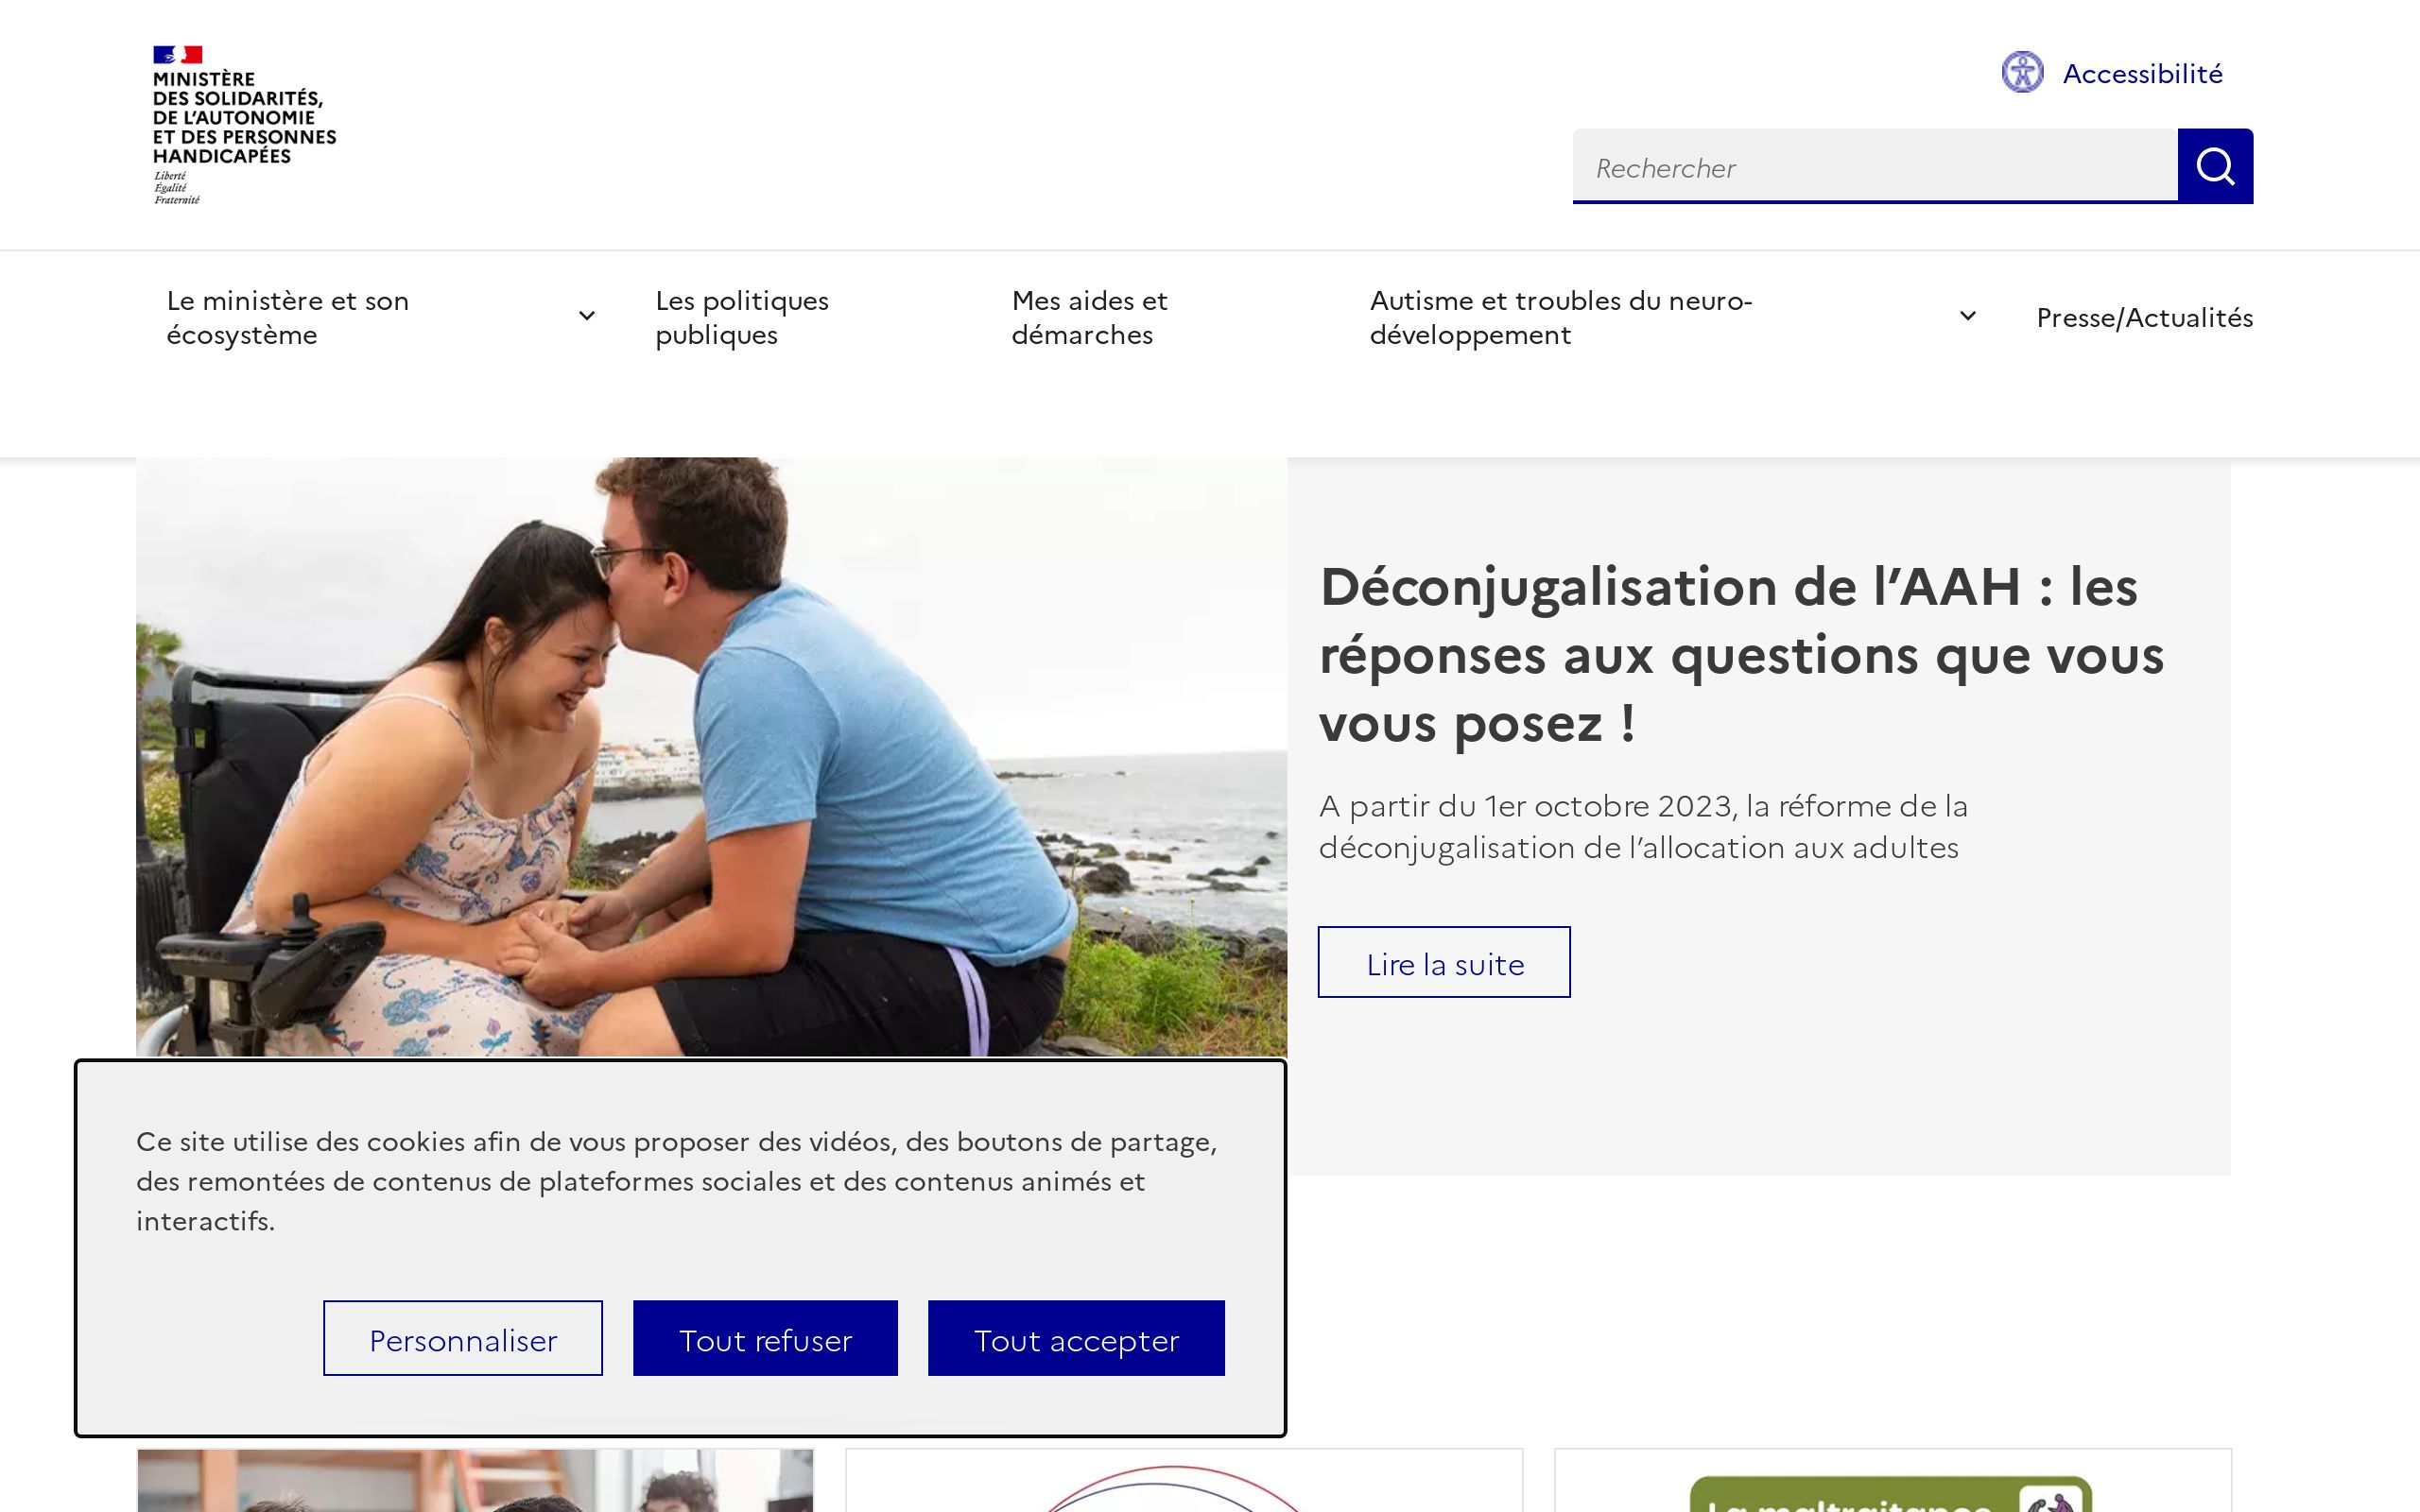 MINISTÈRE
DES SOLIDARITÉS,
DE L'AUTONOMIE
ET DES PERSONNES
HANDICAPÉES
Liberté
Égalité
Fraternité
Accessibilité
Rechercher
Le ministère et son
écosystème
Les politiques
publiques
Mes aides et
démarches
Autisme et troubles du neuro-
développement
Presse/Actualités
Déconjugalisation de l’AAH : les
réponses aux questions que vous
vous posez !
A partir du 1er octobre 2023, la réforme de la
déconjugalisation de l’allocation aux adultes
Lire la suite
Ce site utilise des cookies afin de vous proposer des vidéos, des boutons de partage,
des remontées de contenus de plateformes sociales et des contenus animés et
interactifs.
Personnaliser
Tout refuser
Tout accepter
La maltraitance